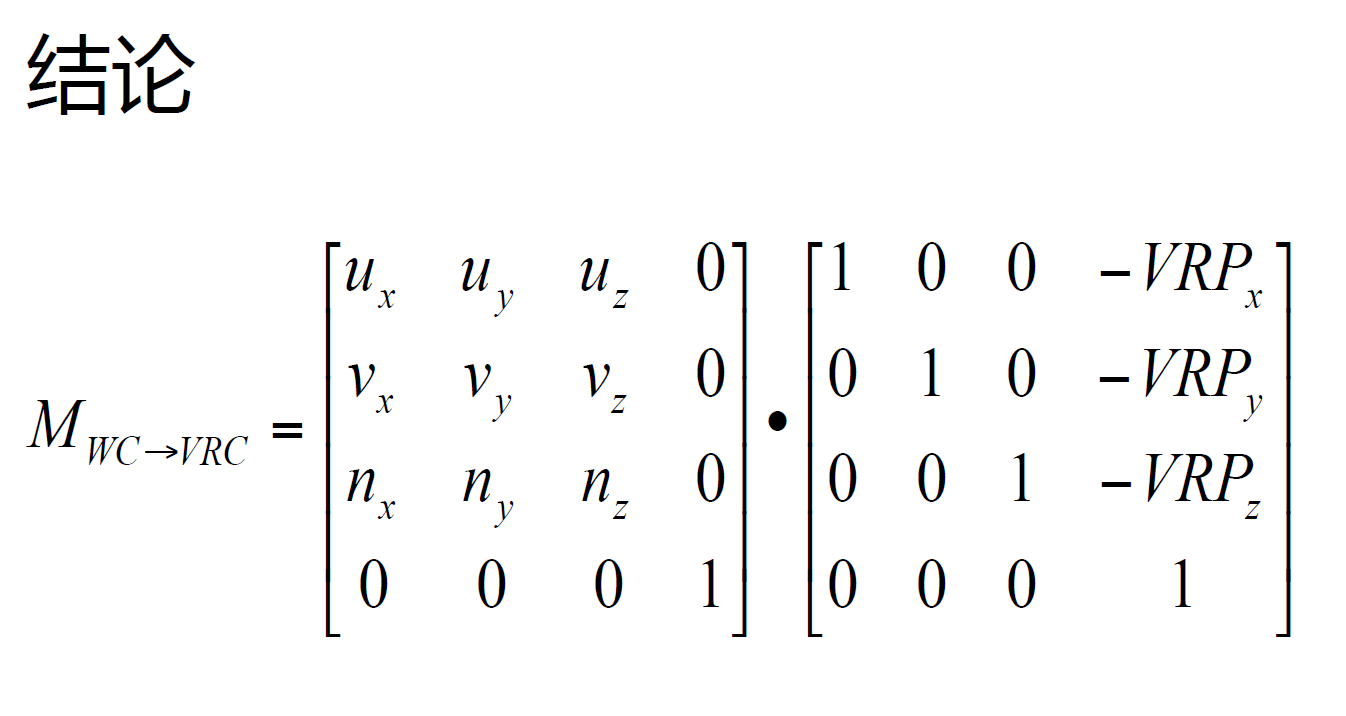 结论
M WC→VRC = [ u_x u_y u_z 0 ] • [ 1 0 0 −VRP_x ]
[ v_x v_y v_z 0 ] [ 0 1 0 −VRP_y ]
[ n_x n_y n_z 0 ] [ 0 0 1 −VRP_z ]
[ 0 0 0 1 ] [ 0 0 0 1 ]